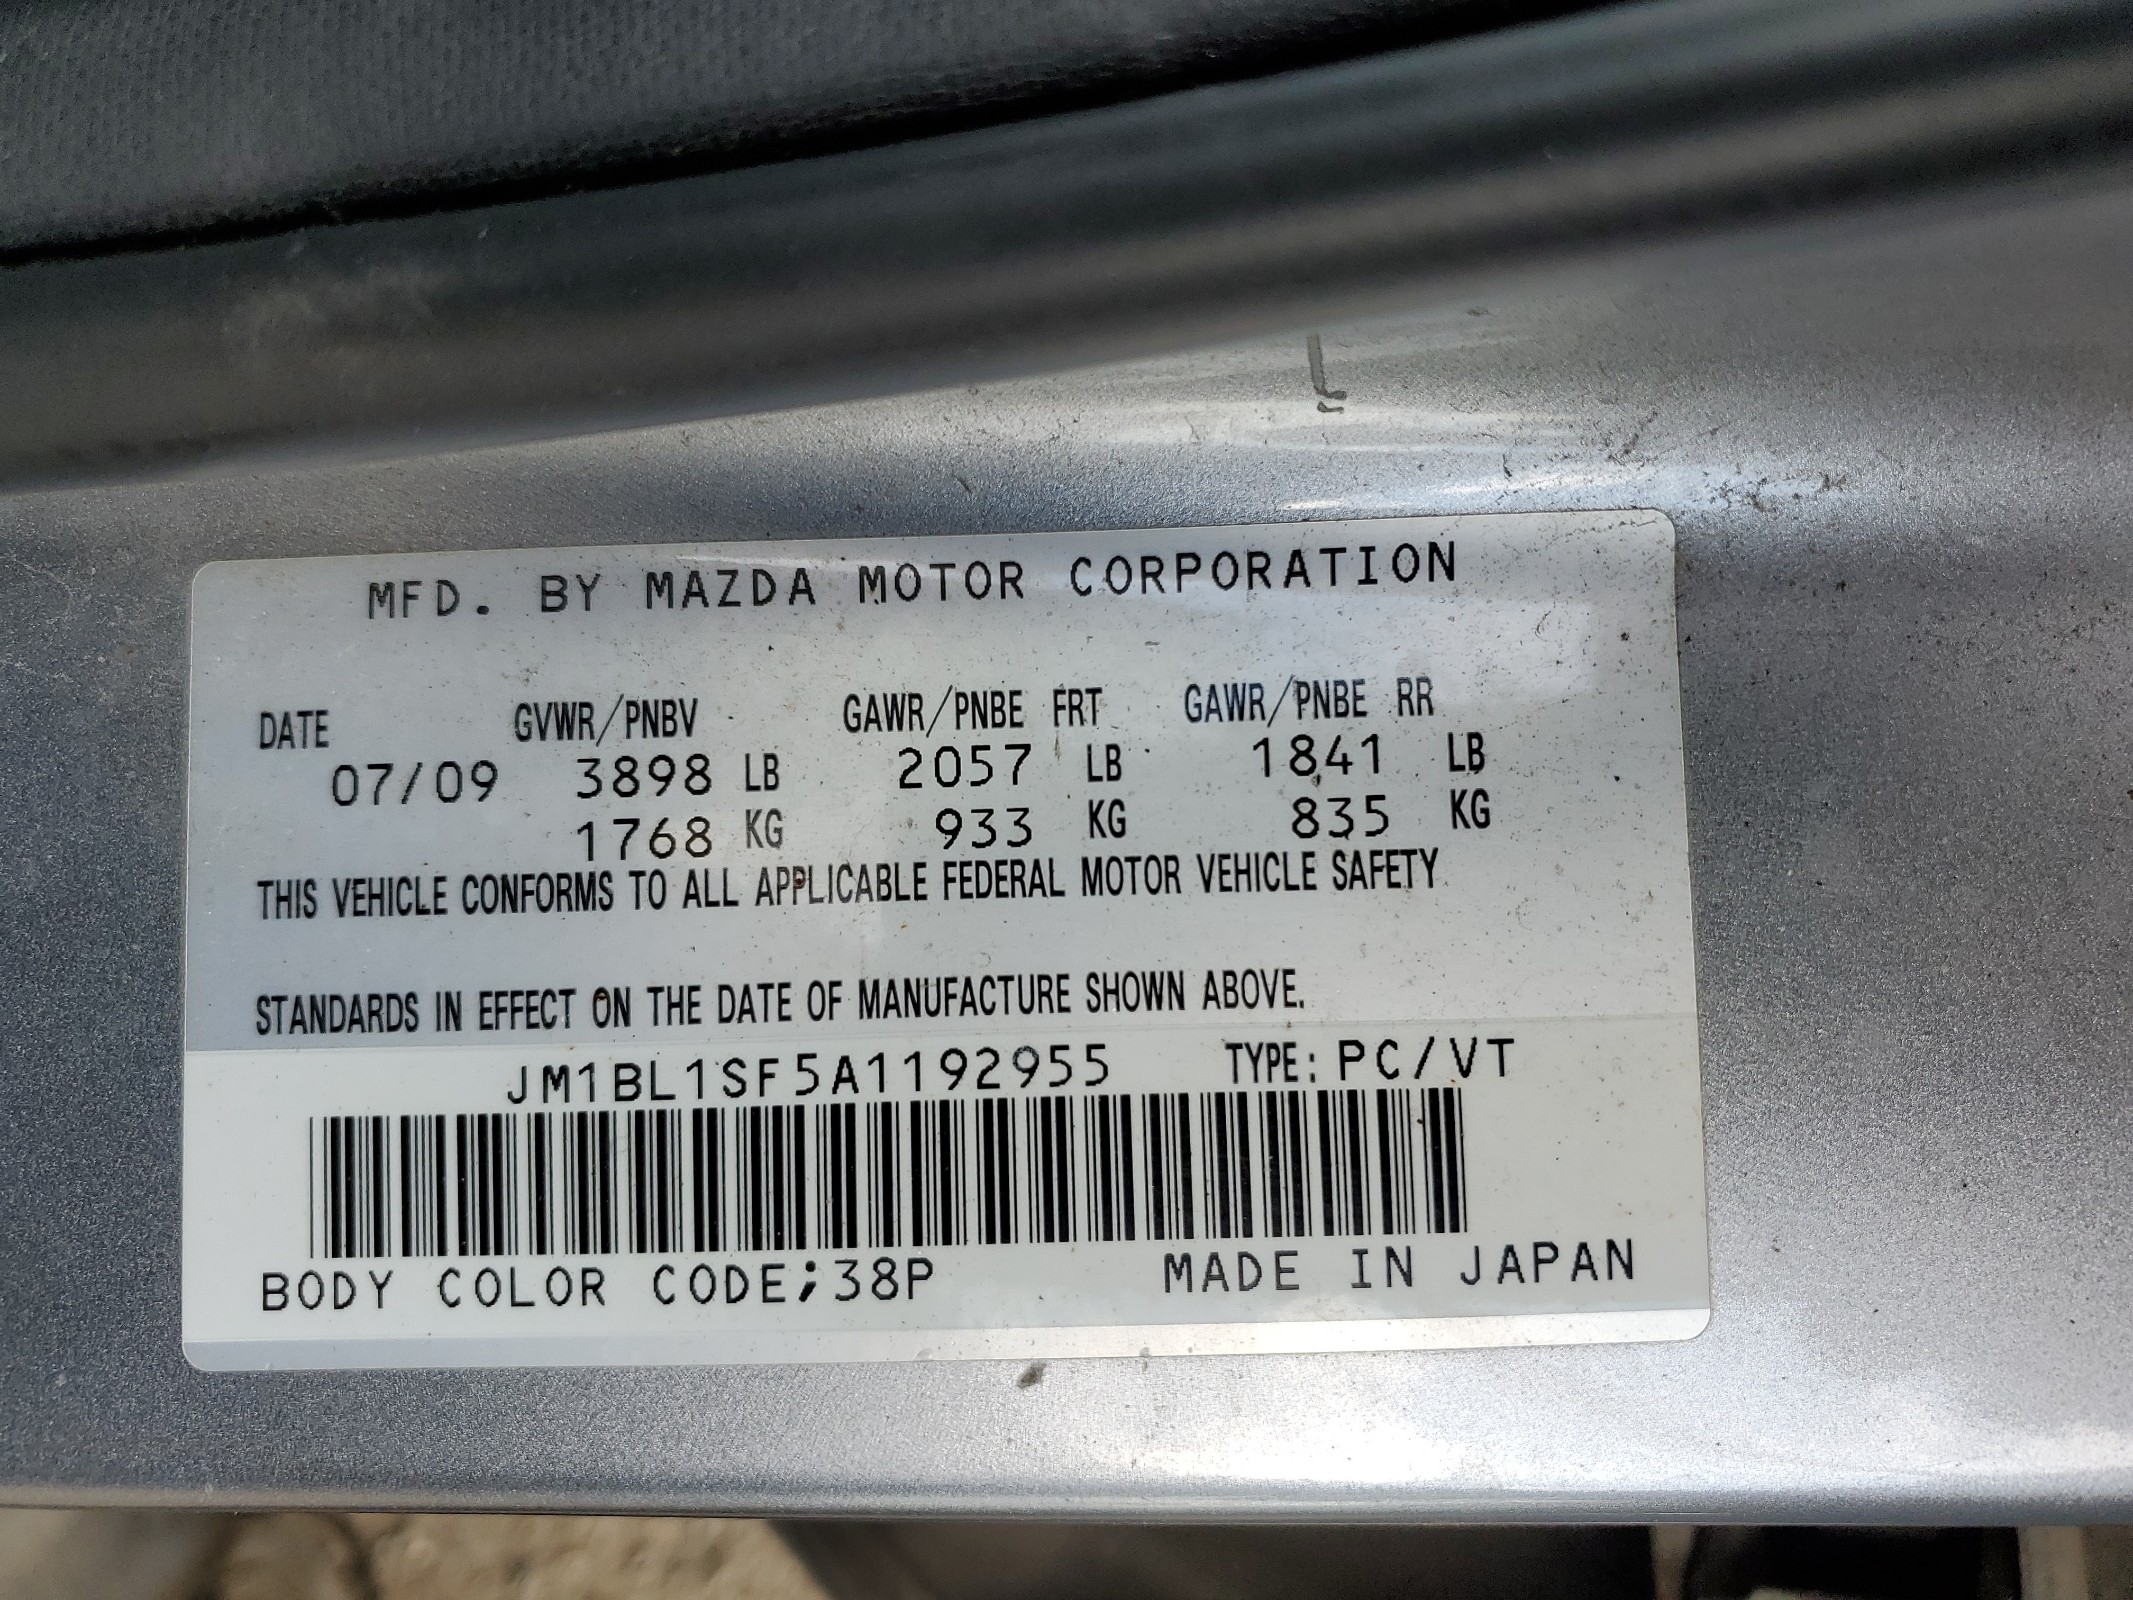 MFD. BY MAZDA MOTOR CORPORATION
DATE GVWR/PNBV GAWR/PNBE FRT GAWR/PNBE RR
07/09 3898 LB 2057 LB 1841 LB
1768 KG 933 KG 835 KG
THIS VEHICLE CONFORMS TO ALL APPLICABLE FEDERAL MOTOR VEHICLE SAFETY
STANDARDS IN EFFECT ON THE DATE OF MANUFACTURE SHOWN ABOVE.
JM1BL1SF5A1192955 TYPE: PC/VT
BODY COLOR CODE;38P MADE IN JAPAN